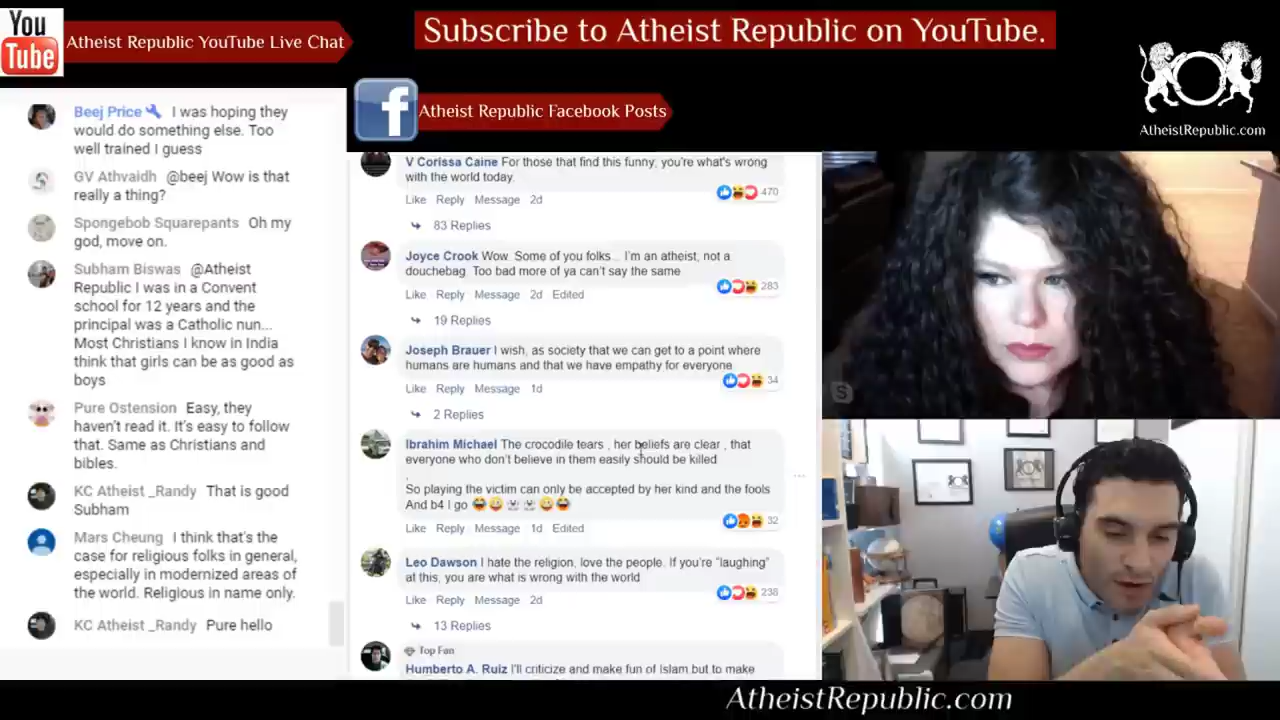 You
Tube
Atheist Republic YouTube Live Chat
Subscribe to Atheist Republic on YouTube.
AtheistRepublic.com
f
Atheist Republic Facebook Posts
Beej Price I was hoping they
would do something else. Too
well trained I guess
GV Athvaidh @beej Wow is that
really a thing?
Spongebob Squarepants Oh my
god, move on.
Subham Biswas @Atheist
Republic I was in a Convent
school for 12 years and the
principal was a Catholic nun...
Most Christians I know in India
think that girls can be as good as
boys
Pure Ostension Easy, they
haven't read it. It's easy to follow
that. Same as Christians and
bibles.
KC Atheist _Randy That is good
Subham
Mars Cheung I think that's the
case for religious folks in general,
especially in modernized areas of
the world. Religious in name only.
KC Atheist _Randy Pure hello
V Corissa Caine For those that find this funny, you're what's wrong
with the world today.
470
Like Reply Message 2d
83 Replies
Joyce Crook Wow. Some of you folks... I'm an atheist, not a
douchebag. Too bad more of ya can't say the same
283
Like Reply Message 2d Edited
19 Replies
Joseph Brauer I wish, as society that we can get to a point where
humans are humans and that we have empathy for everyone
34
Like Reply Message 1d
2 Replies
Ibrahim Michael The crocodile tears , her beliefs are clear , that
everyone who don't believe in them easily should be killed
.
So playing the victim can only be accepted by her kind and the fools
And b4 I go 😂😜☠☠😜😂
32
Like Reply Message 1d Edited
Leo Dawson I hate the religion, love the people. If you're "laughing"
at this, you are what is wrong with the world
238
Like Reply Message 2d
13 Replies
Top Fan
Humberto A. Ruiz I'll criticize and make fun of Islam but to make
AtheistRepublic.com